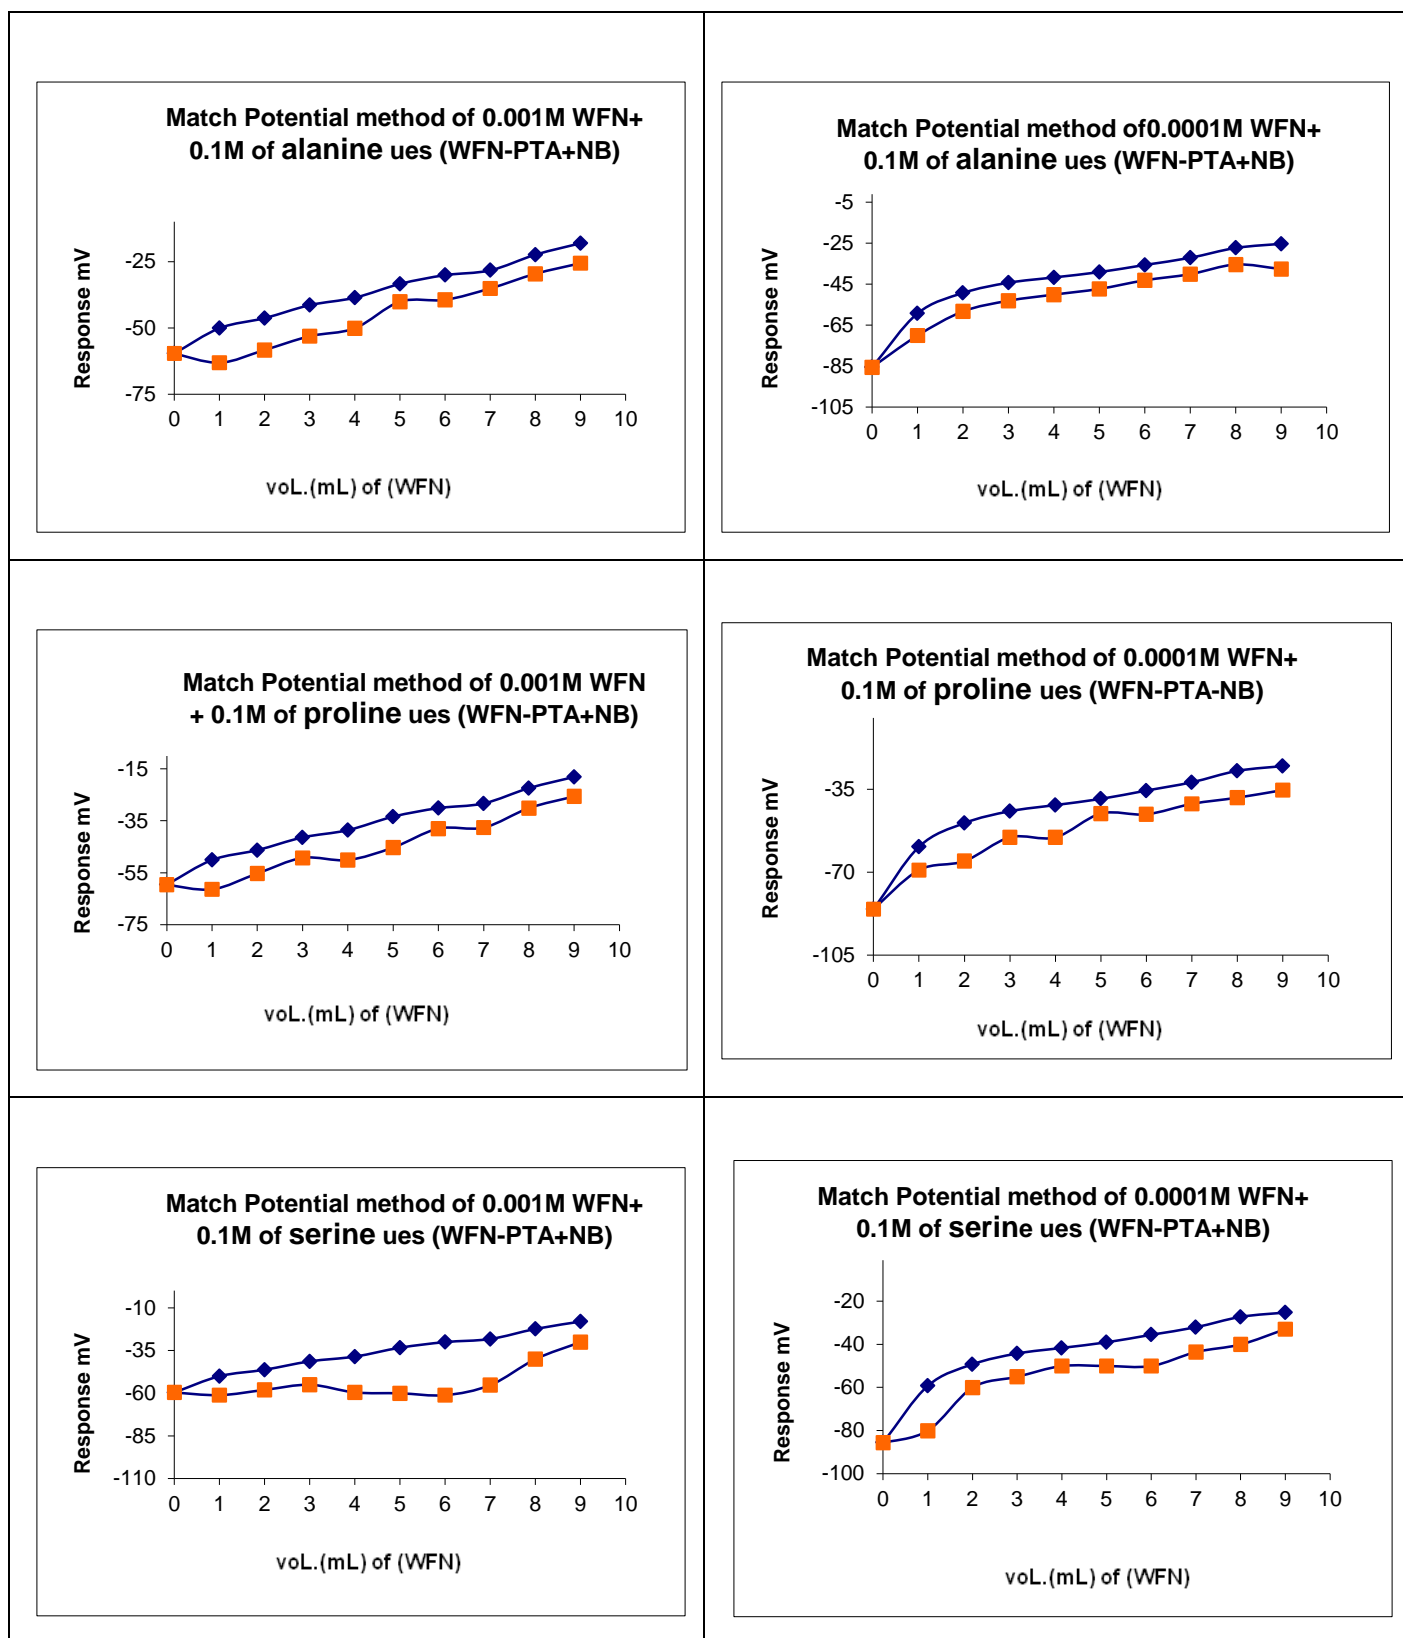 Match Potential method of 0.001M WFN+
0.1M of alanine ues (WFN-PTA+NB)
Response mV
-25
-50
-75
0 1 2 3 4 5 6 7 8 9 10
voL.(mL) of (WFN)
Match Potential method of0.0001M WFN+
0.1M of alanine ues (WFN-PTA+NB)
Response mV
-5
-25
-45
-65
-85
-105
0 1 2 3 4 5 6 7 8 9 10
voL.(mL) of (WFN)
Match Potential method of 0.001M WFN
+ 0.1M of proline ues (WFN-PTA+NB)
Response mV
-15
-35
-55
-75
0 1 2 3 4 5 6 7 8 9 10
voL.(mL) of (WFN)
Match Potential method of 0.0001M WFN+
0.1M of proline ues (WFN-PTA-NB)
Response mV
-35
-70
-105
0 1 2 3 4 5 6 7 8 9 10
voL.(mL) of (WFN)
Match Potential method of 0.001M WFN+
0.1M of serine ues (WFN-PTA+NB)
Response mV
-10
-35
-60
-85
-110
0 1 2 3 4 5 6 7 8 9 10
voL.(mL) of (WFN)
Match Potential method of 0.0001M WFN+
0.1M of serine ues (WFN-PTA+NB)
Response mV
-20
-40
-60
-80
-100
0 1 2 3 4 5 6 7 8 9 10
voL.(mL) of (WFN)